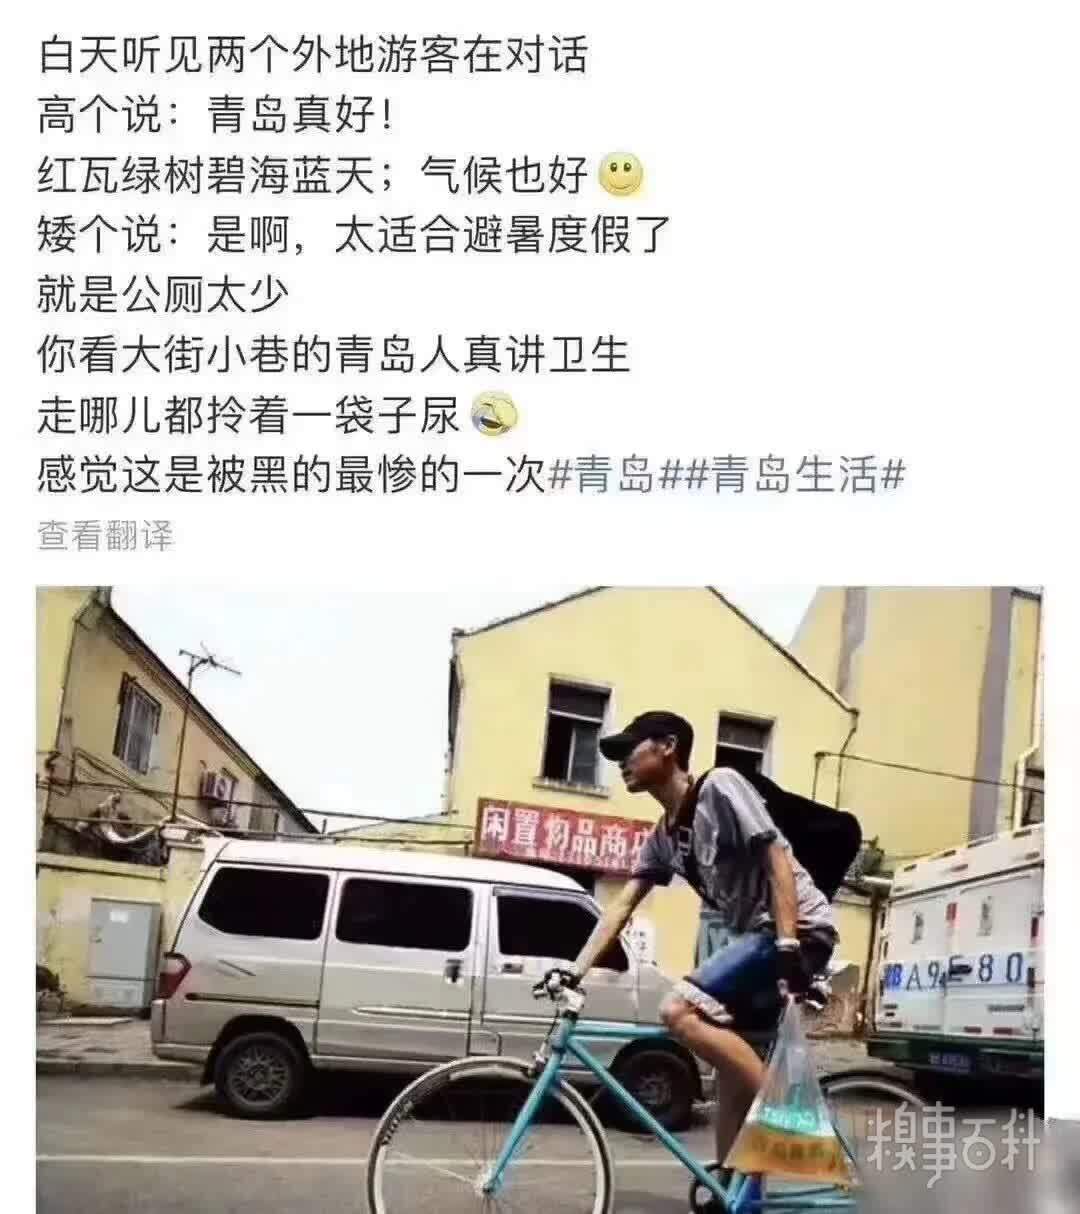 白天听见两个外地游客在对话
高个说：青岛真好！
红瓦绿树碧海蓝天；气候也好
矮个说：是啊，太适合避暑度假了
就是公厕太少
你看大街小巷的青岛人真讲卫生
走哪儿都拎着一袋子尿
感觉这是被黑的最惨的一次#青岛##青岛生活#
查看翻译
闲置物品商店
A9F80
糗事百科